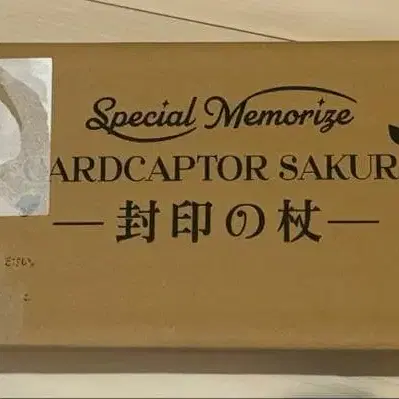 Special Memorize
ARDCAPTOR SAKUR
封印の杖